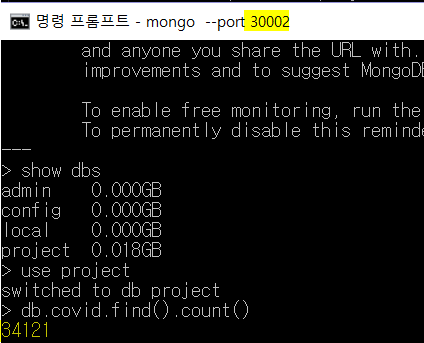 명령 프롬프트 - mongo --port 30002
and anyone you share the URL with.
improvements and to suggest MongoDB
To enable free monitoring, run the
To permanently disable this reminde
---
> show dbs
admin 0.000GB
config 0.000GB
local 0.000GB
project 0.018GB
> use project
switched to db project
> db.covid.find().count()
34121